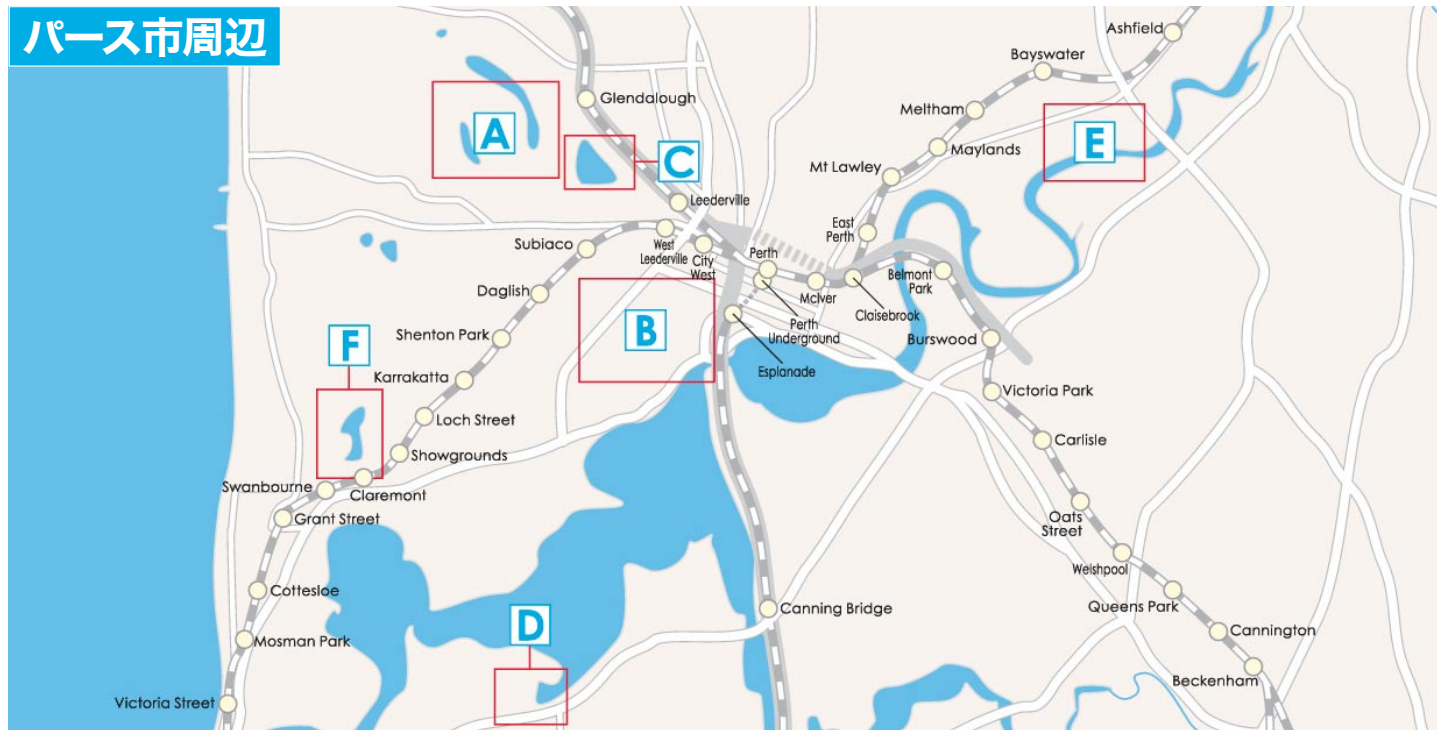 パース市周辺
Ashfield
Bayswater
Glendalough
Meltham
A
E
Maylands
C
Mt Lawley
Leederville
East
Perth
Subiaco
West
Leederville
City
West
Perth
Belmont
Park
Daglish
McIver
Claisebrook
B
Perth
Underground
Shenton Park
Burswood
F
Esplanade
Karrakatta
Victoria Park
Loch Street
Carlisle
Showgrounds
Swanbourne
Claremont
Grant Street
Oats
Street
Welshpool
Cottesloe
Canning Bridge
Queens Park
D
Cannington
Mosman Park
Beckenham
Victoria Street